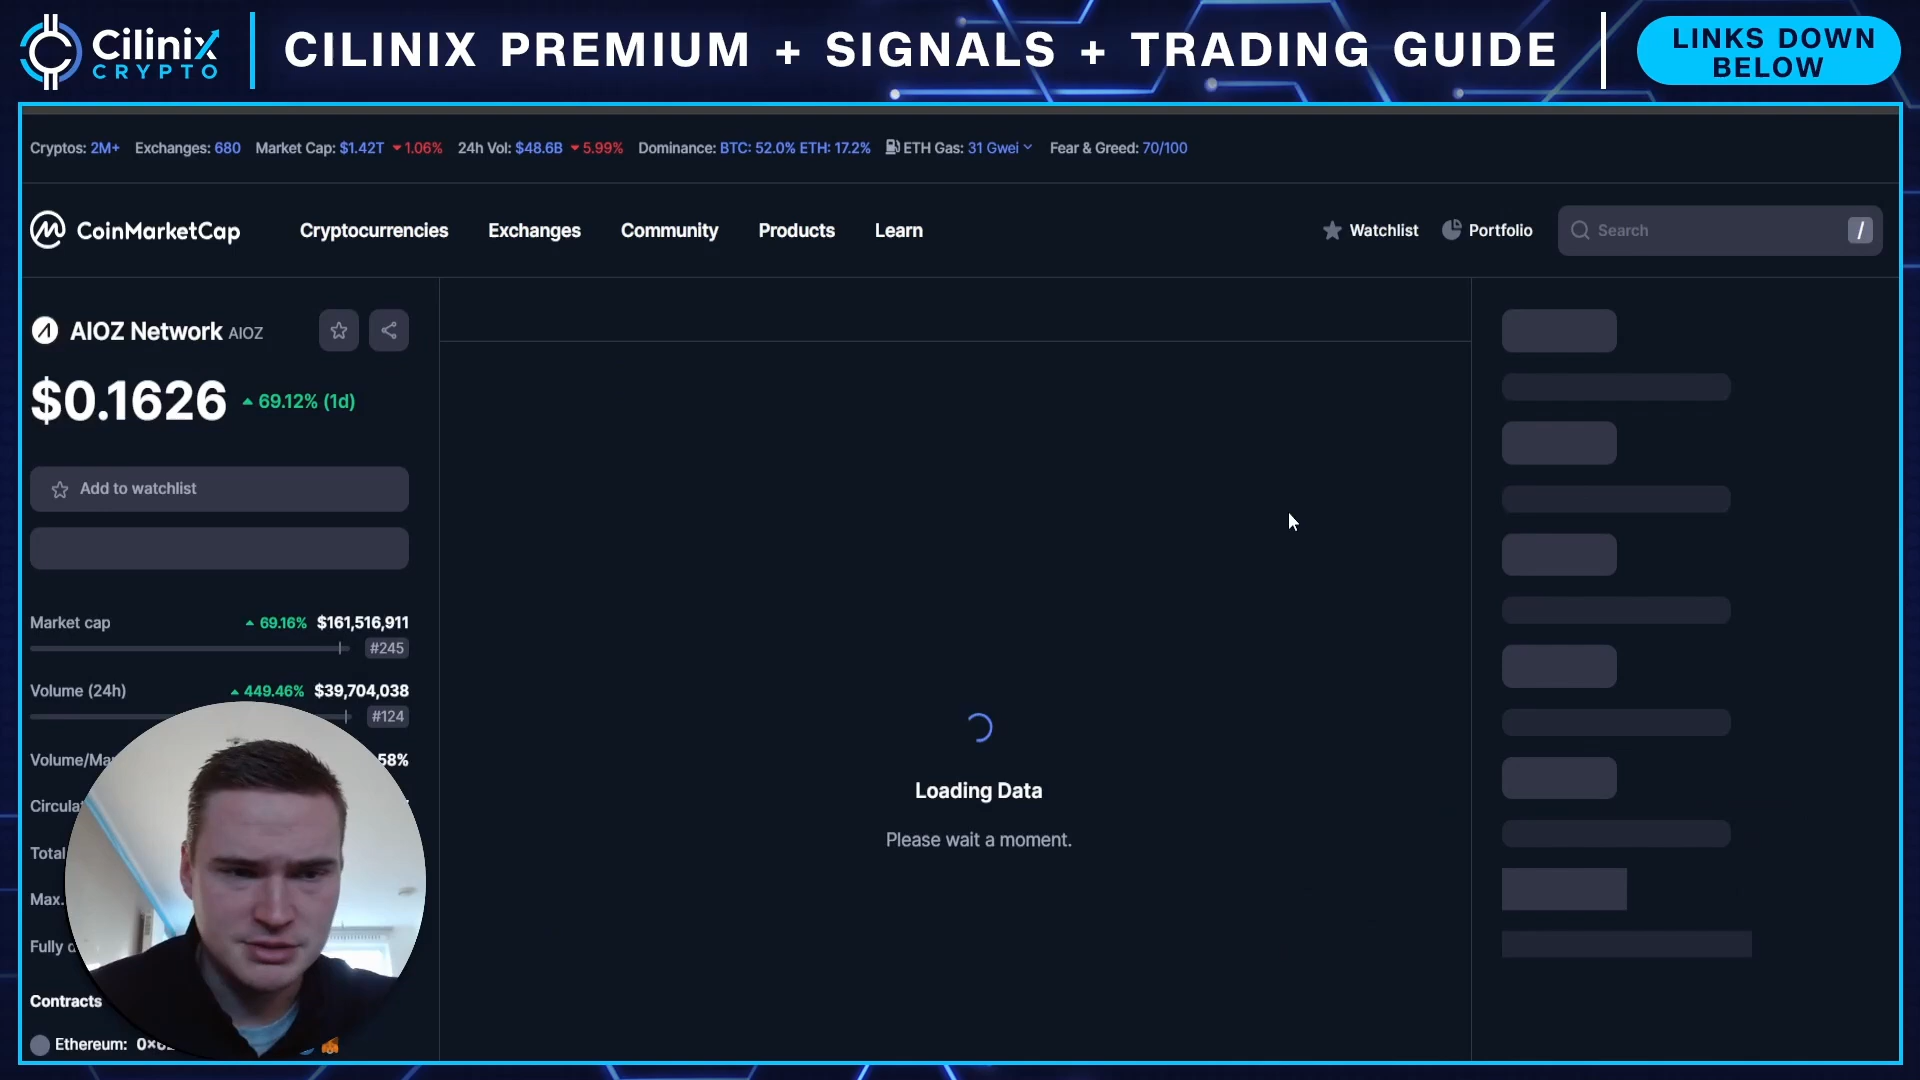 Cilinix
CRYPTO
CILINIX PREMIUM + SIGNALS + TRADING GUIDE
LINKS DOWN
BELOW
Cryptos: 2M+ Exchanges: 680 Market Cap: $1.42T 1.06% 24h Vol: $48.6B 5.99% Dominance: BTC: 52.0% ETH: 17.2% ETH Gas: 31 Gwei Fear & Greed: 70/100
CoinMarketCap Cryptocurrencies Exchanges Community Products Learn Watchlist Portfolio Search /
AIOZ Network AIOZ
$0.1626 69.12% (1d)
Add to watchlist
Market cap 69.16% $161,516,911
#245
Volume (24h) 449.46% $39,704,038
#124
Loading Data
Please wait a moment.
58%
Total
Max.
Fully
Contracts
Ethereum: